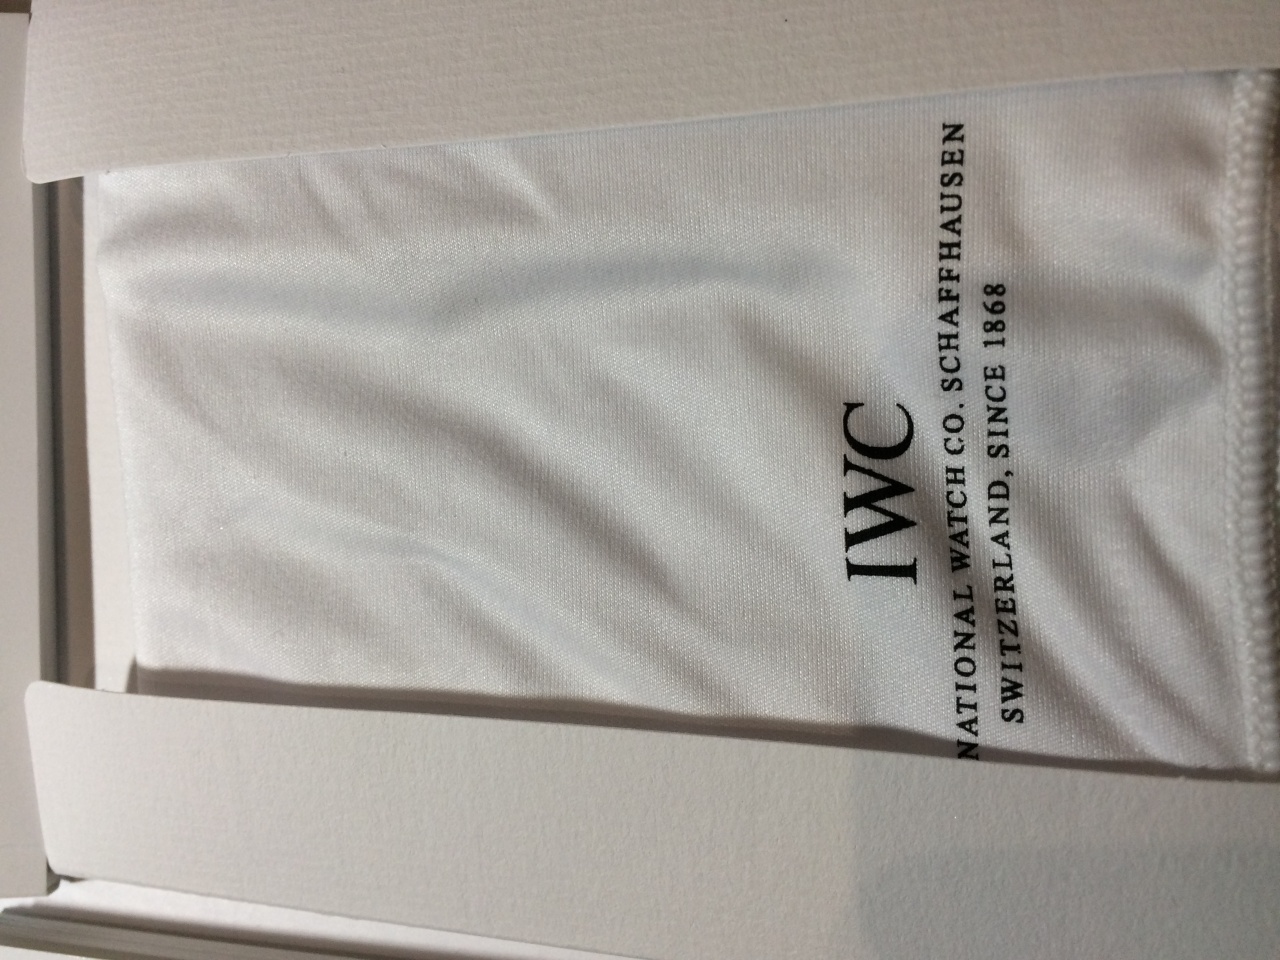 IWC
NATIONAL WATCH CO. SCHAFFHAUSEN
SWITZERLAND, SINCE 1868